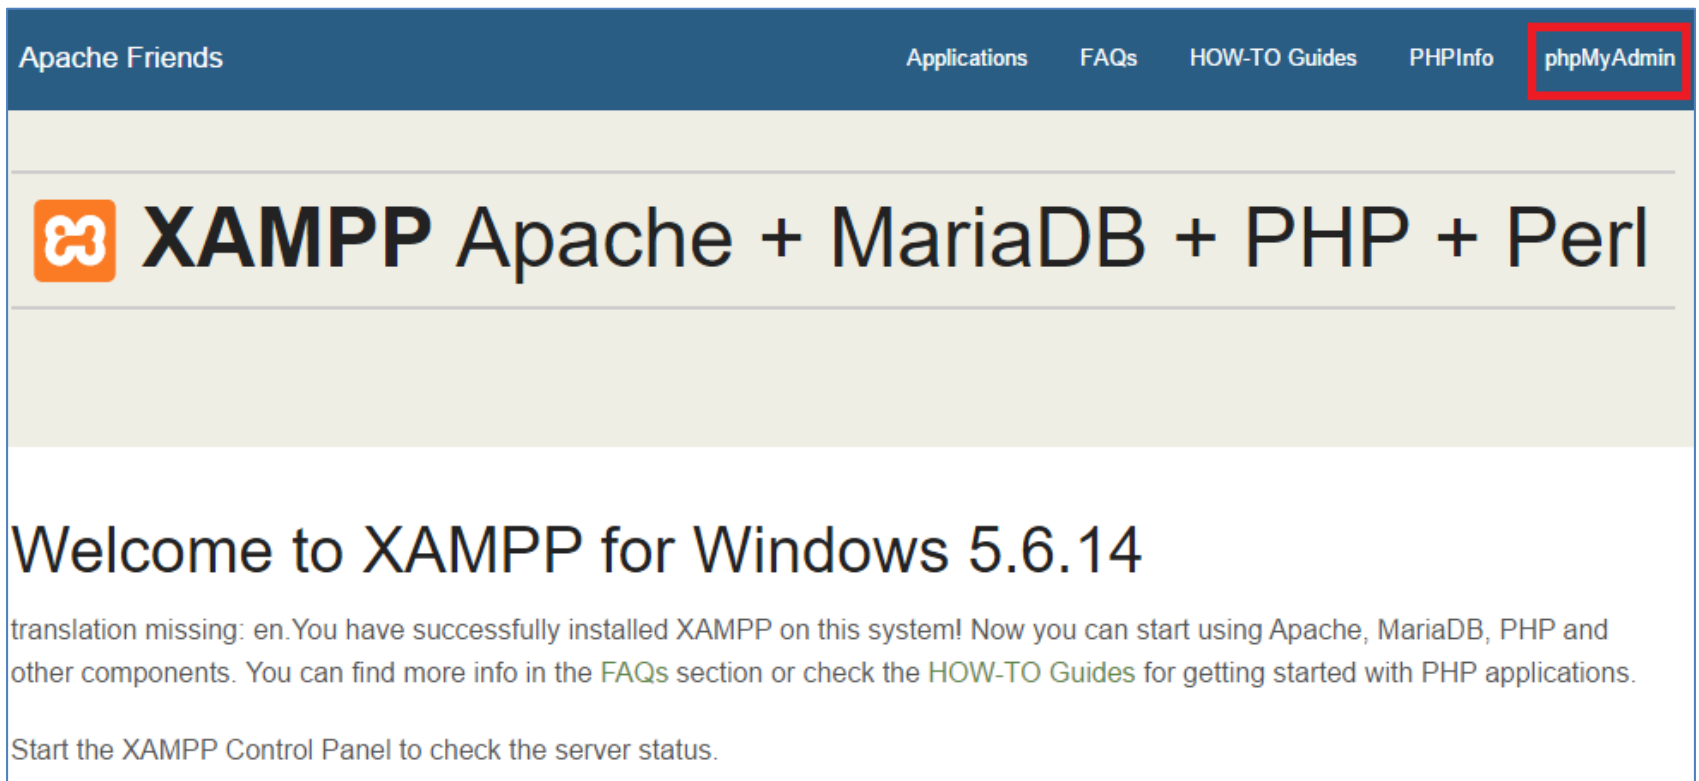 Apache Friends
Applications FAQs HOW-TO Guides PHPInfo phpMyAdmin
XAMPP Apache + MariaDB + PHP + Perl
Welcome to XAMPP for Windows 5.6.14
translation missing: en.You have successfully installed XAMPP on this system! Now you can start using Apache, MariaDB, PHP and
other components. You can find more info in the FAQs section or check the HOW-TO Guides for getting started with PHP applications.
Start the XAMPP Control Panel to check the server status.